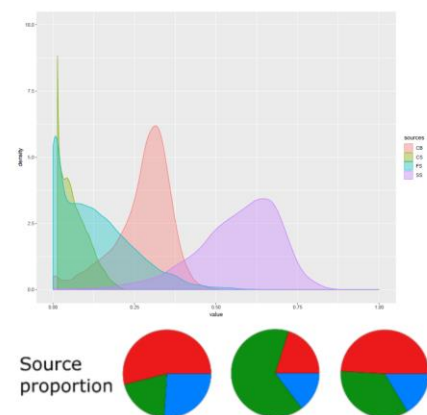 10.0
7.5
5.0
2.5
0.0
density
0.00
0.25
0.50
0.75
1.00
value
sources
CB
CS
FS
SS
Source
proportion